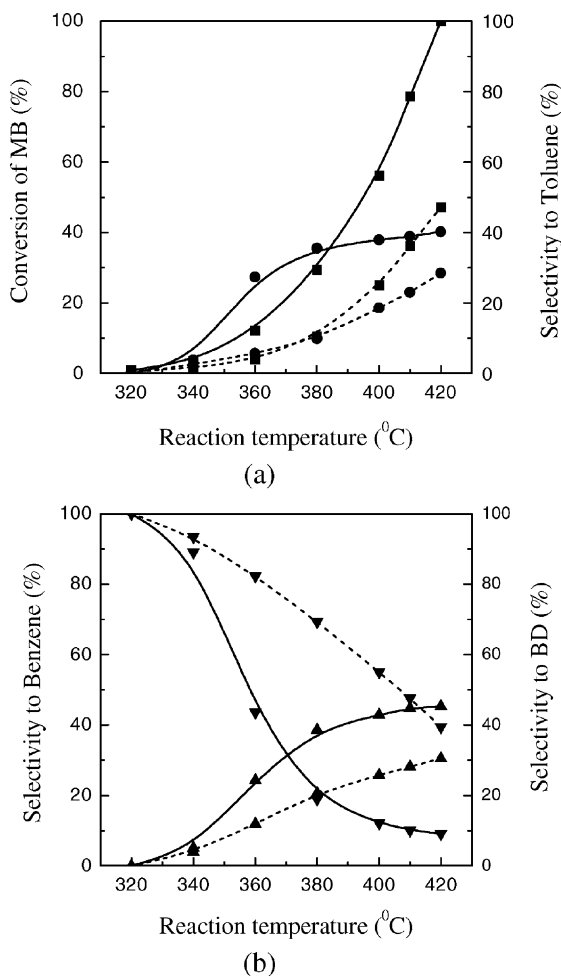 100
80
60
40
20
0
Conversion of MB (%)
100
80
60
40
20
0
Selectivity to Toluene (%)
320 340 360 380 400 420
Reaction temperature (⁰C)
(a)
100
80
60
40
20
0
Selectivity to Benzene (%)
100
80
60
40
20
0
Selectivity to BD (%)
320 340 360 380 400 420
Reaction temperature (⁰C)
(b)